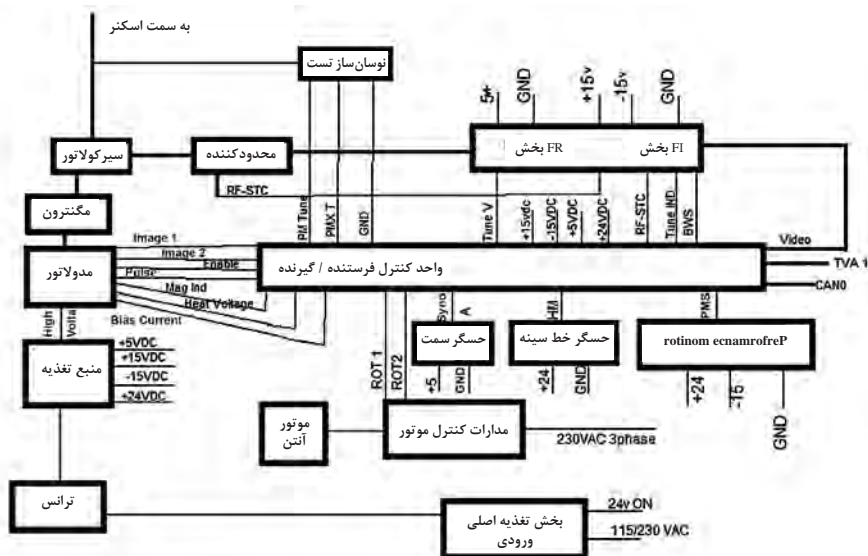 به سمت اسکنر
نوسان‌ساز تست
5+
GND
+15v
-15v
GND
بخش FR
بخش FI
سیرکولاتور
محدودکننده
RF-STC
مگنترون
PM Tune
PMX T
GND
Tune V
+15vdc
-15VDC
+5VDC
+24VDC
RF-STC
Tune IND
BWS
Video
TVA 1
CAN0
مدولاتور
Image 1
Image 2
Enable
Pulse
Mag Ind
Heat Voltage
Bias Current
واحد کنترل فرستنده / گیرنده
High
Volta
منبع تغذیه
+5VDC
+15VDC
-15VDC
+24VDC
ROT 1
ROT2
Syno
A
HM
PMS
حسگر سمت
حسگر خط سینه
rotinom ecnamrofreP
+5
GND
+24
GND
+24
-15
GND
موتور
آنتن
مدارات کنترل موتور
230VAC 3phase
ترانس
بخش تغذیه اصلی
ورودی
24v ON
115/230 VAC